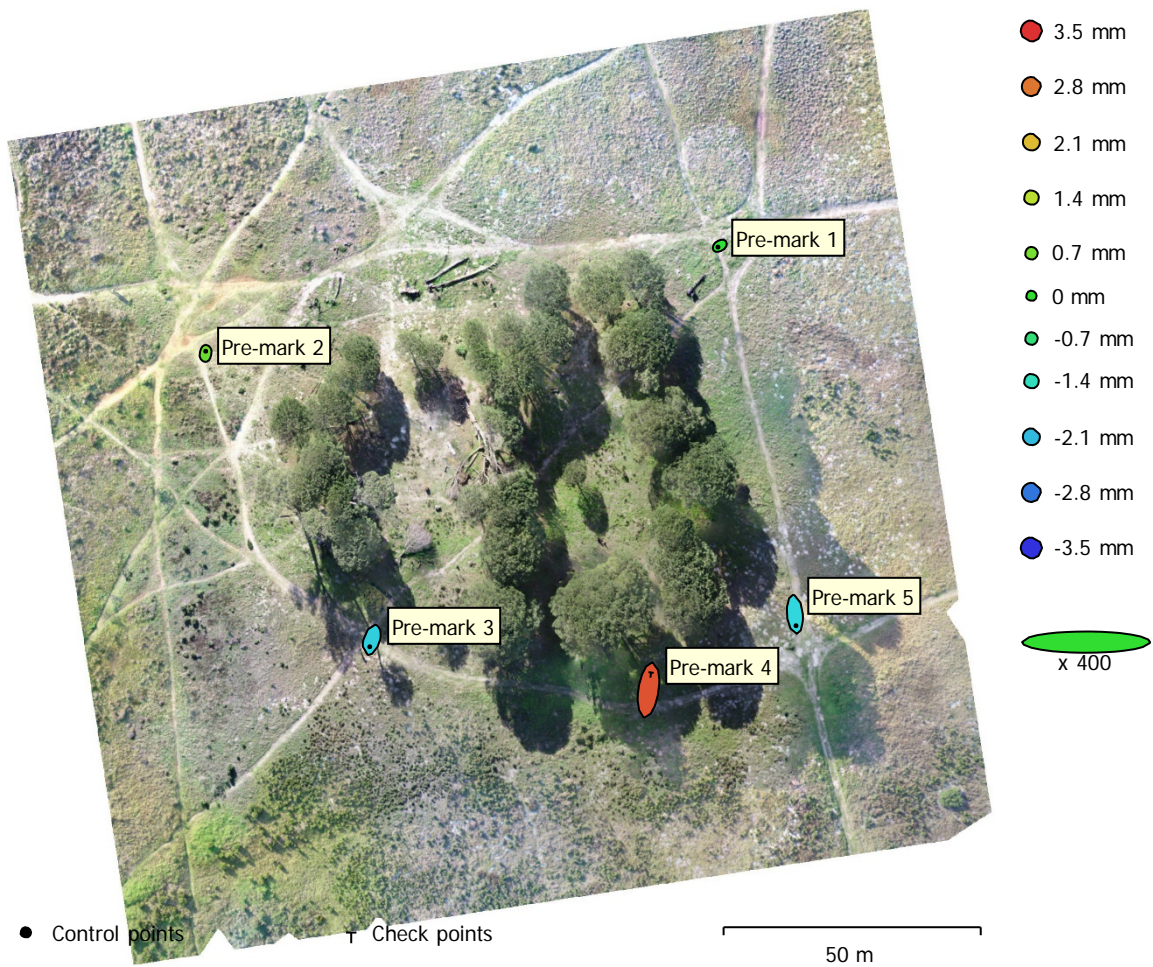 3.5 mm
2.8 mm
2.1 mm
1.4 mm
0.7 mm
0 mm
-0.7 mm
-1.4 mm
-2.1 mm
-2.8 mm
-3.5 mm
x 400
Pre-mark 1
Pre-mark 2
Pre-mark 3
Pre-mark 4
Pre-mark 5
Control points
Check points
50 m